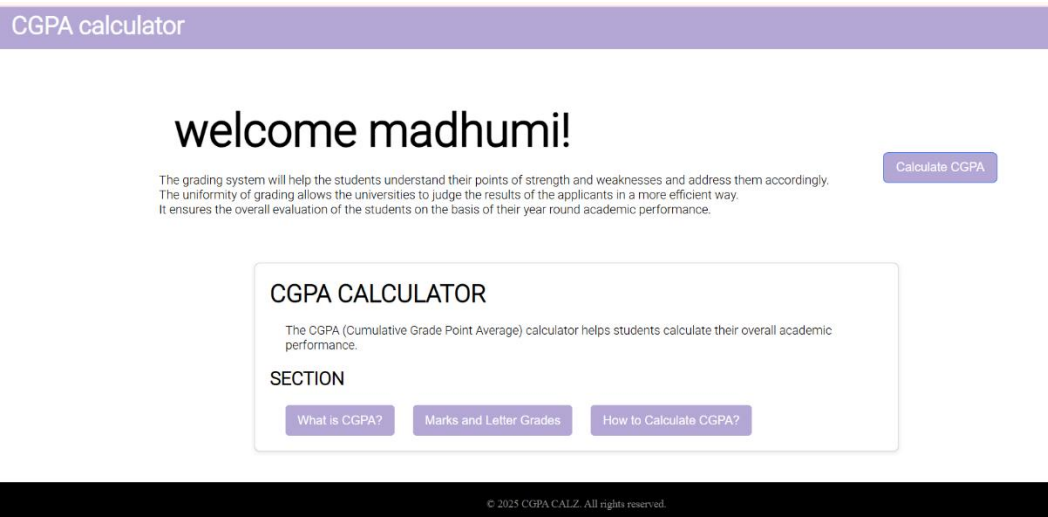 CGPA calculator
welcome madhumi!
Calculate CGPA
The grading system will help the students understand their points of strength and weaknesses and address them accordingly.
The uniformity of grading allows the universities to judge the results of the applicants in a more efficient way.
It ensures the overall evaluation of the students on the basis of their year round academic performance.
CGPA CALCULATOR
The CGPA (Cumulative Grade Point Average) calculator helps students calculate their overall academic
performance.
SECTION
What is CGPA?
Marks and Letter Grades
How to Calculate CGPA?
© 2025 CGPA CALZ. All rights reserved.